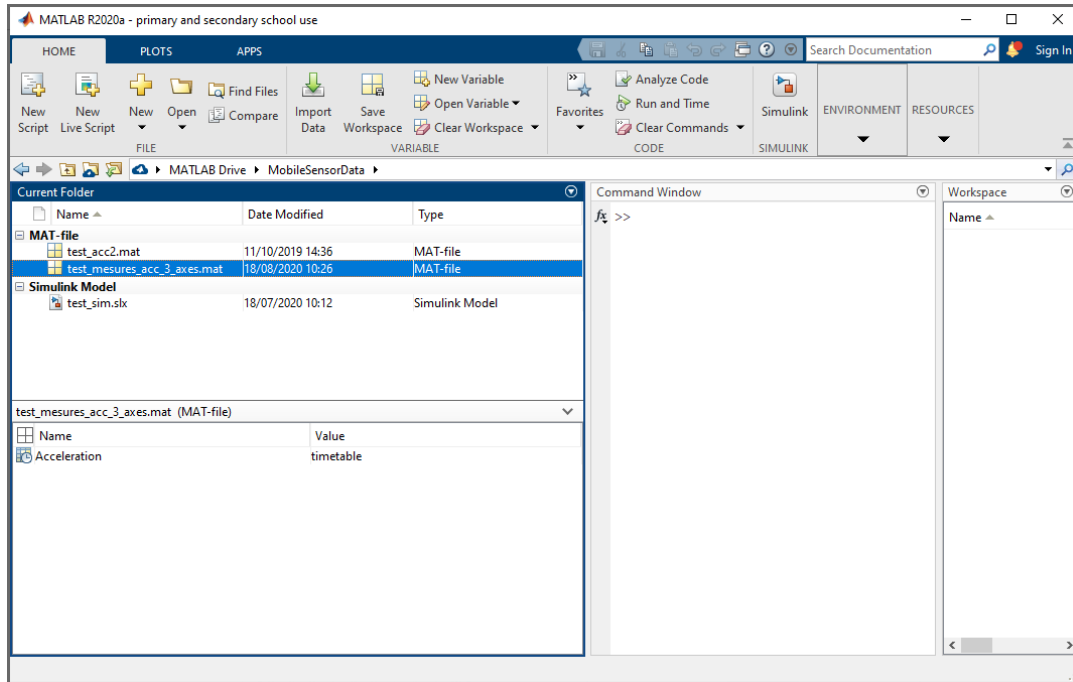 MATLAB R2020a - primary and secondary school use
HOME PLOTS APPS Search Documentation Sign In
New Script New Live Script New Open Find Files Compare FILE
Import Data Save Workspace New Variable Open Variable Clear Workspace VARIABLE
Favorites Analyze Code Run and Time Clear Commands CODE
Simulink SIMULINK ENVIRONMENT RESOURCES
MATLAB Drive MobileSensorData
Current Folder
Name Date Modified Type
MAT-file
test_acc2.mat 11/10/2019 14:36 MAT-file
test_mesures_acc_3_axes.mat 18/08/2020 10:26 MAT-file
Simulink Model
test_sim.slx 18/07/2020 10:12 Simulink Model
test_mesures_acc_3_axes.mat (MAT-file)
Name Value
Acceleration timetable
Command Window
fx >>
Workspace
Name